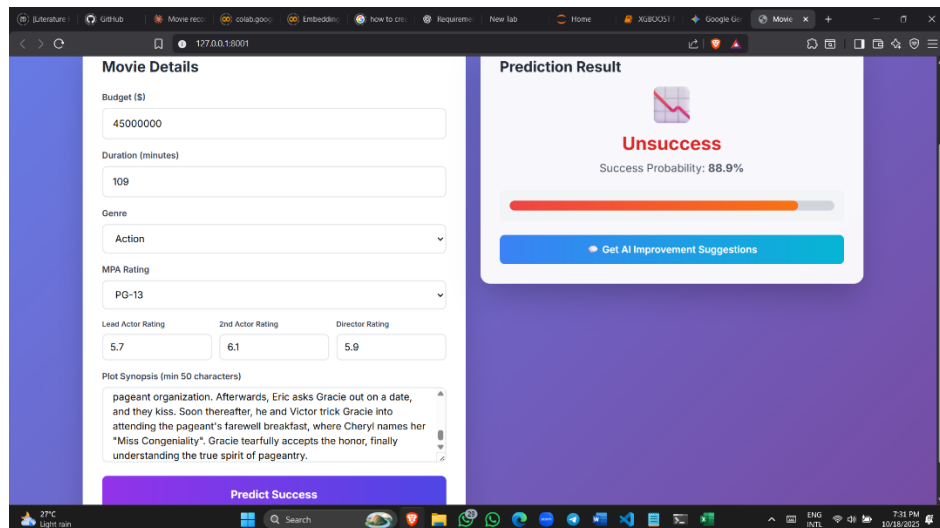 (Literature
GitHub
Movie reco
colab.goog
Embedding
how to cre
Requireme
New Tab
Home
XGBOOST
Google Ge
Movie
127.0.0.1:8001
Movie Details
Budget ($)
45000000
Duration (minutes)
109
Genre
Action
MPA Rating
PG-13
Lead Actor Rating
2nd Actor Rating
Director Rating
5.7
6.1
5.9
Plot Synopsis (min 50 characters)
pageant organization. Afterwards, Eric asks Gracie out on a date,
and they kiss. Soon thereafter, he and Victor trick Gracie into
attending the pageant's farewell breakfast, where Cheryl names her
"Miss Congeniality". Gracie tearfully accepts the honor, finally
understanding the true spirit of pageantry.
Predict Success
Prediction Result
Unsuccess
Success Probability: 88.9%
Get AI Improvement Suggestions
27°C
Light rain
Search
29
ENG
INTL
7:31 PM
10/18/2025